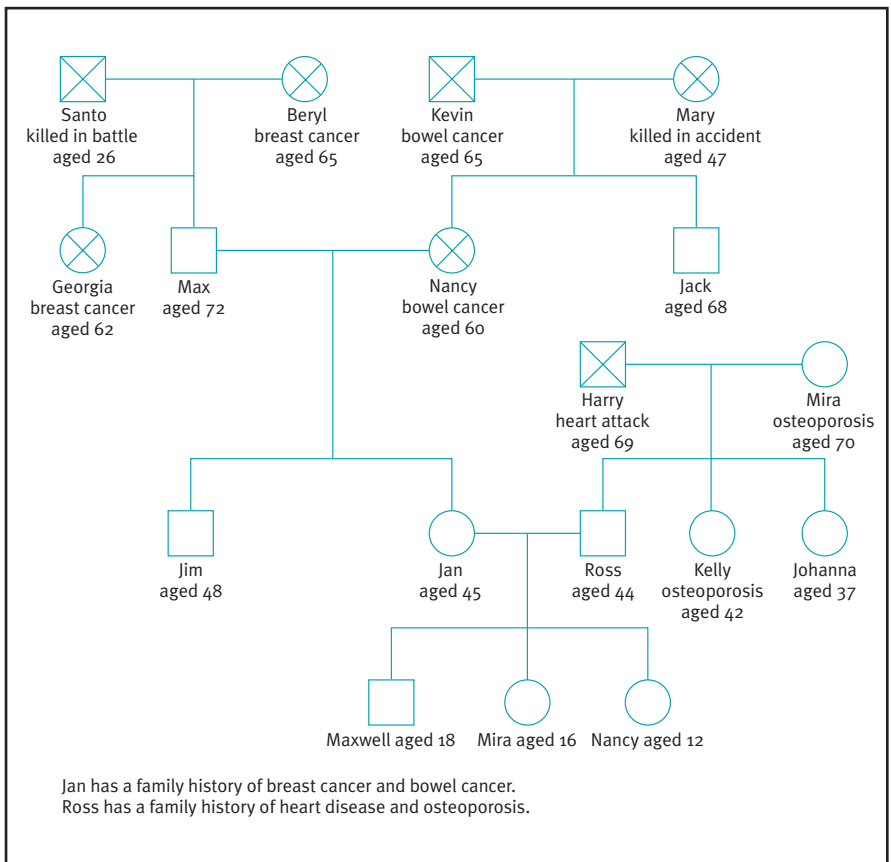 Santo
killed in battle
aged 26
Beryl
breast cancer
aged 65
Kevin
bowel cancer
aged 65
Mary
killed in accident
aged 47
Georgia
breast cancer
aged 62
Max
aged 72
Nancy
bowel cancer
aged 60
Jack
aged 68
Harry
heart attack
aged 69
Mira
osteoporosis
aged 70
Jim
aged 48
Jan
aged 45
Ross
aged 44
Kelly
osteoporosis
aged 42
Johanna
aged 37
Maxwell aged 18
Mira aged 16
Nancy aged 12
Jan has a family history of breast cancer and bowel cancer.
Ross has a family history of heart disease and osteoporosis.